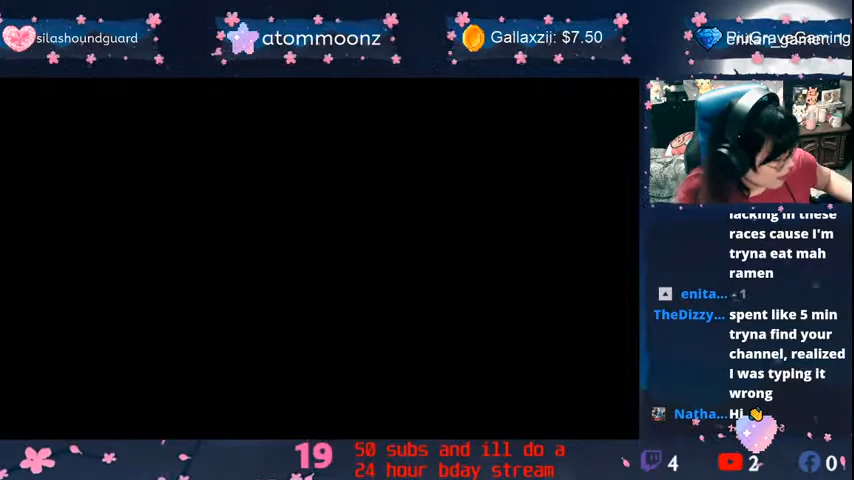 silashoundguard
atommoonz
Gallaxzij: $7.50
lacking in these
races cause I'm
tryna eat mah
ramen
enita... 1
TheDizzy... spent like 5 min
tryna find your
channel, realized
I was typing it
wrong
Natha... Hi 👋
19
50 subs and ill do a
24 hour bday stream
4
2
0